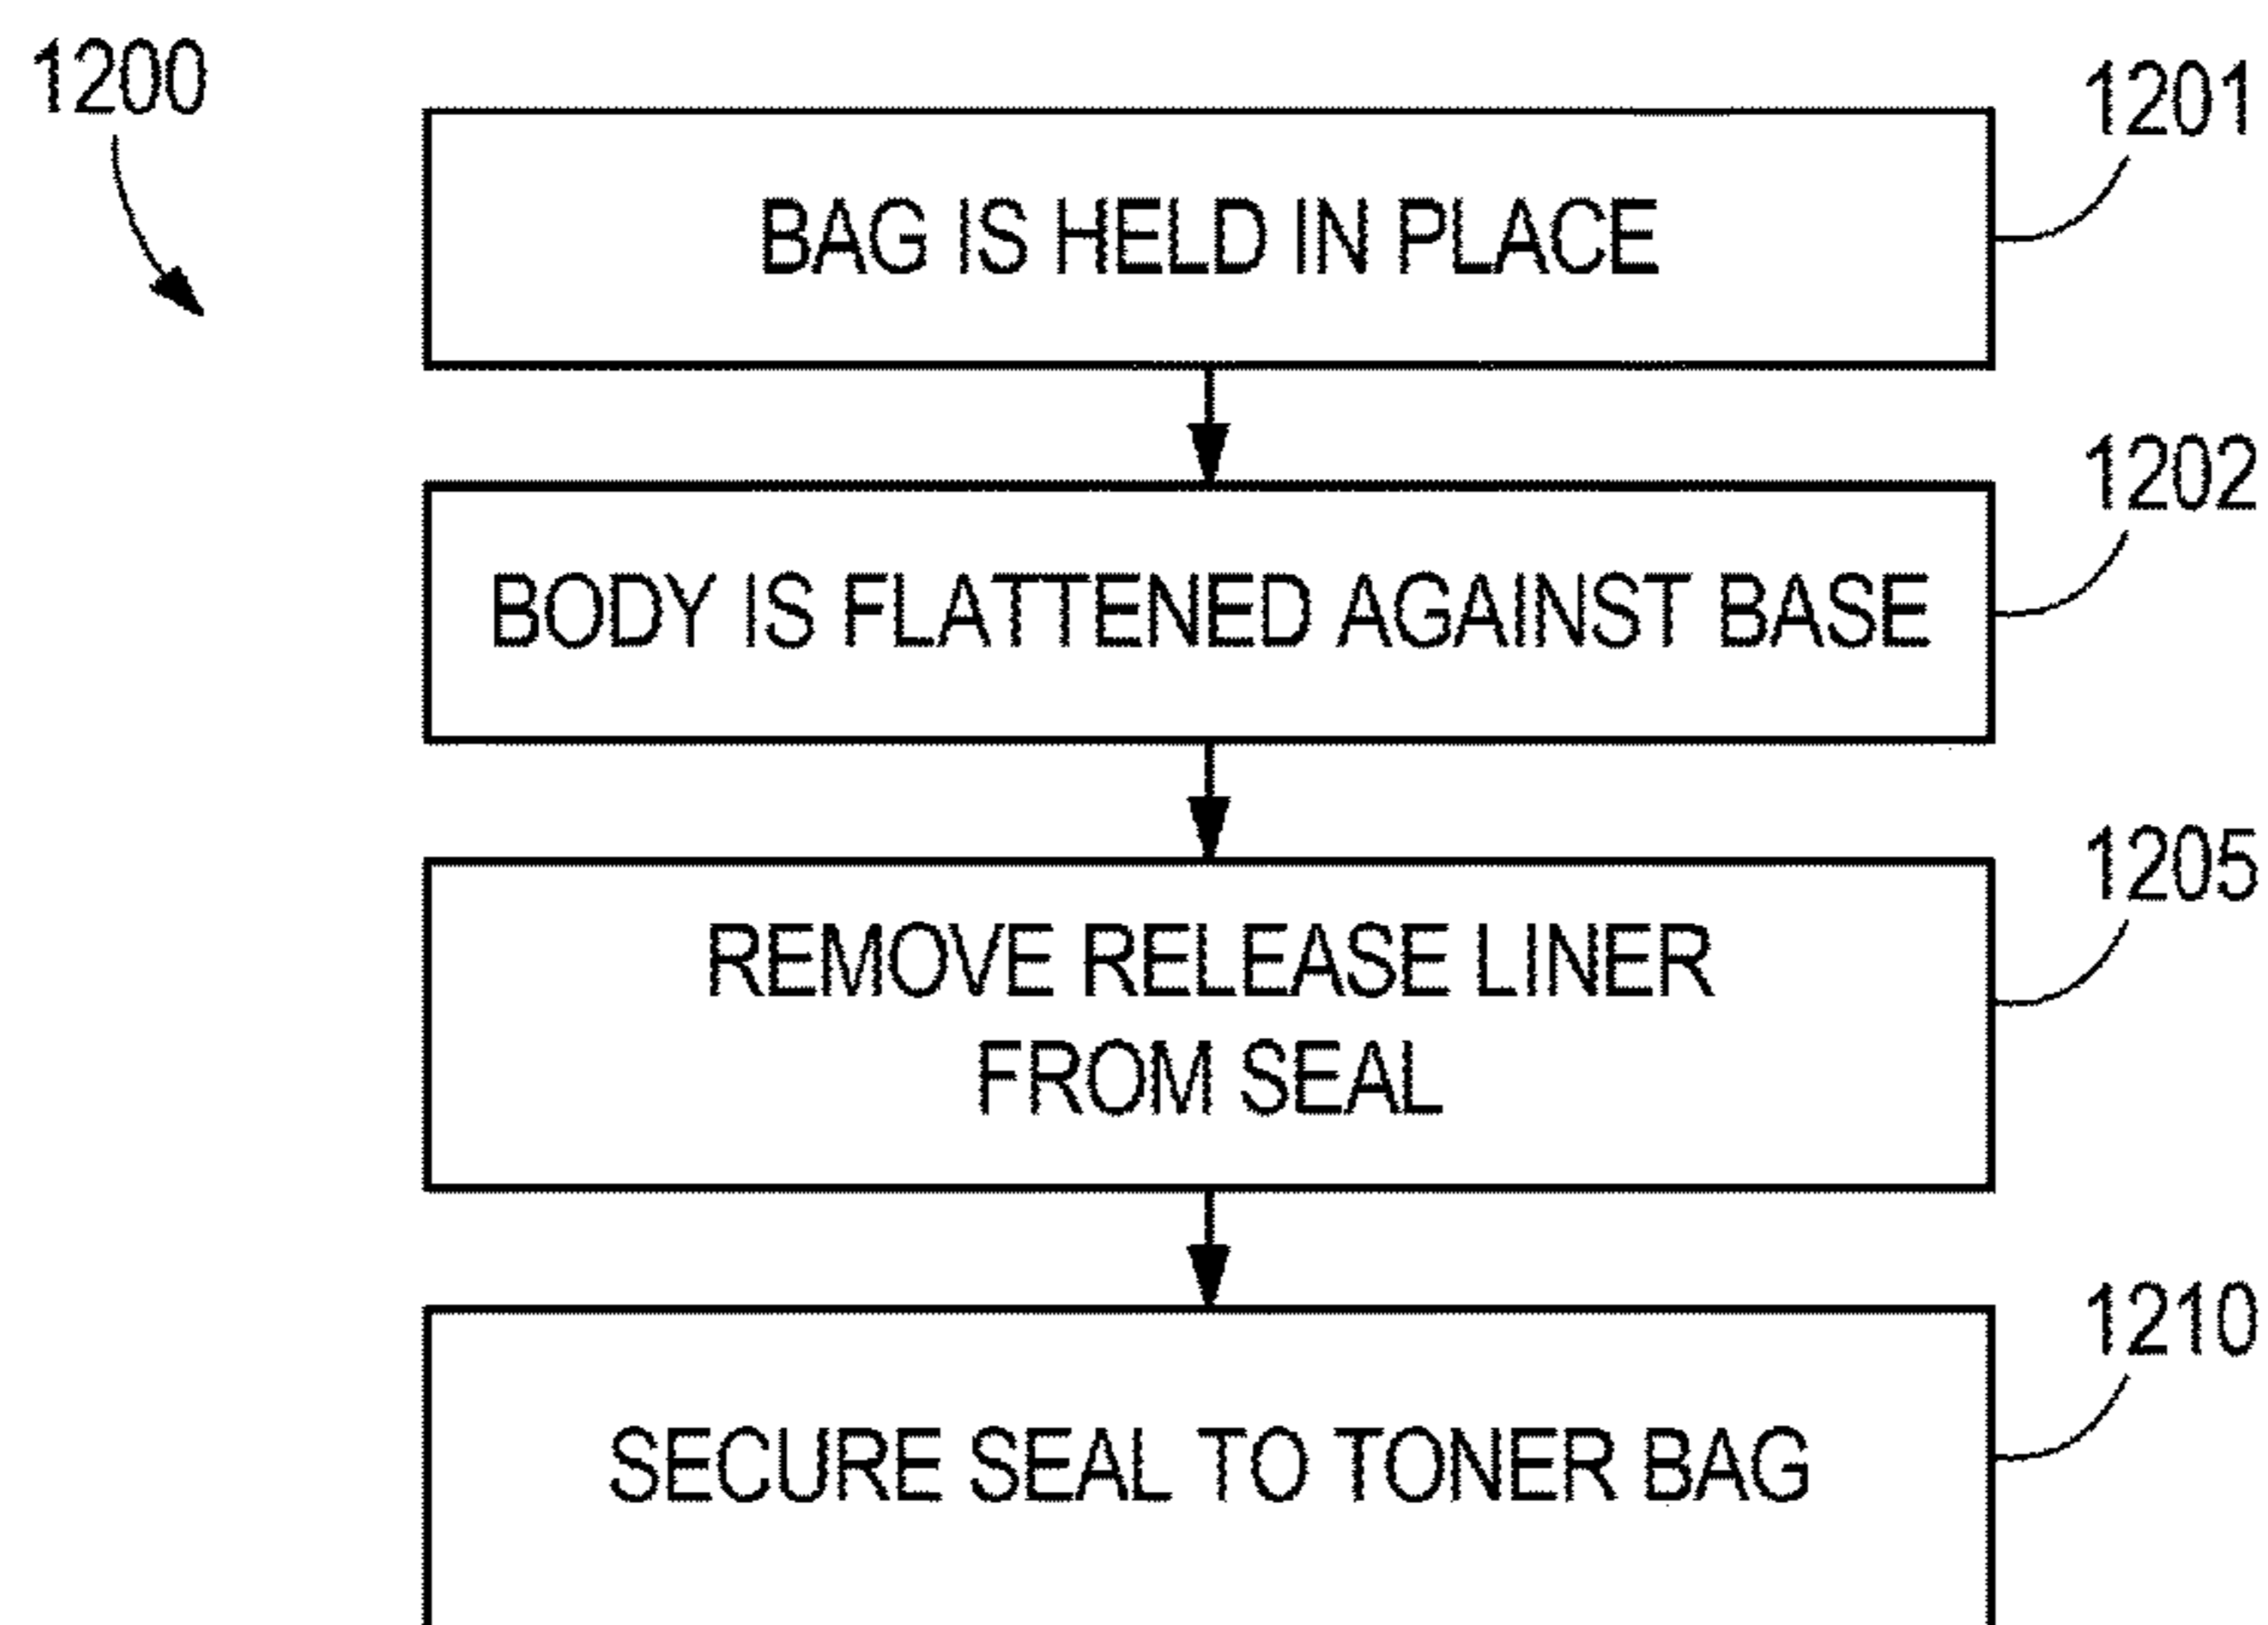 1200
1201
BAG IS HELD IN PLACE
1202
BODY IS FLATTENED AGAINST BASE
1205
REMOVE RELEASE LINER
FROM SEAL
1210
SECURE SEAL TO TONER BAG